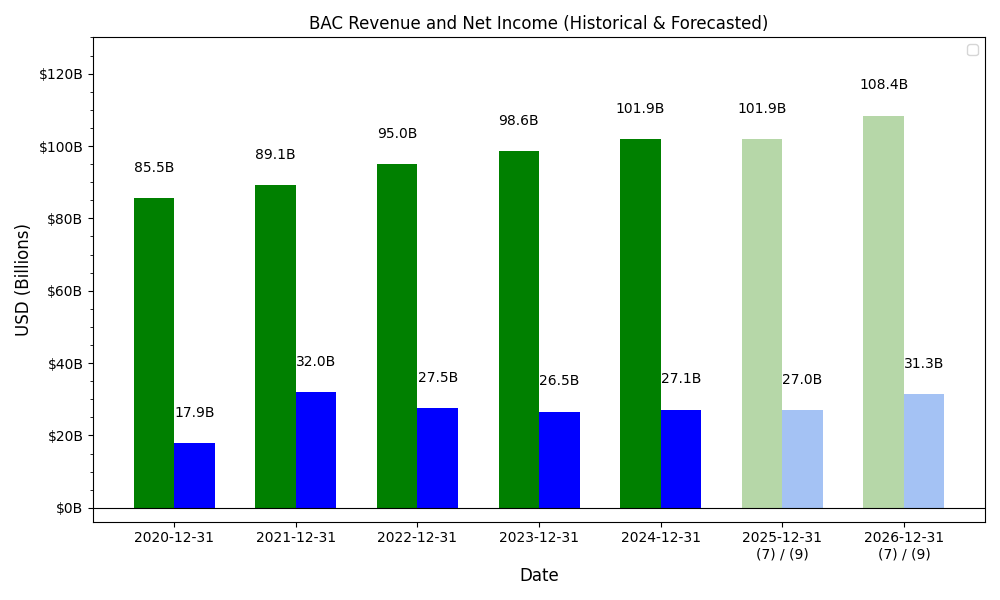 BAC Revenue and Net Income (Historical & Forecasted)
USD (Billions)
$120B
$100B
$80B
$60B
$40B
$20B
$0B
85.5B
17.9B
89.1B
32.0B
95.0B
27.5B
98.6B
26.5B
101.9B
27.1B
101.9B
27.0B
108.4B
31.3B
2020-12-31
2021-12-31
2022-12-31
2023-12-31
2024-12-31
2025-12-31
(7) / (9)
2026-12-31
(7) / (9)
Date